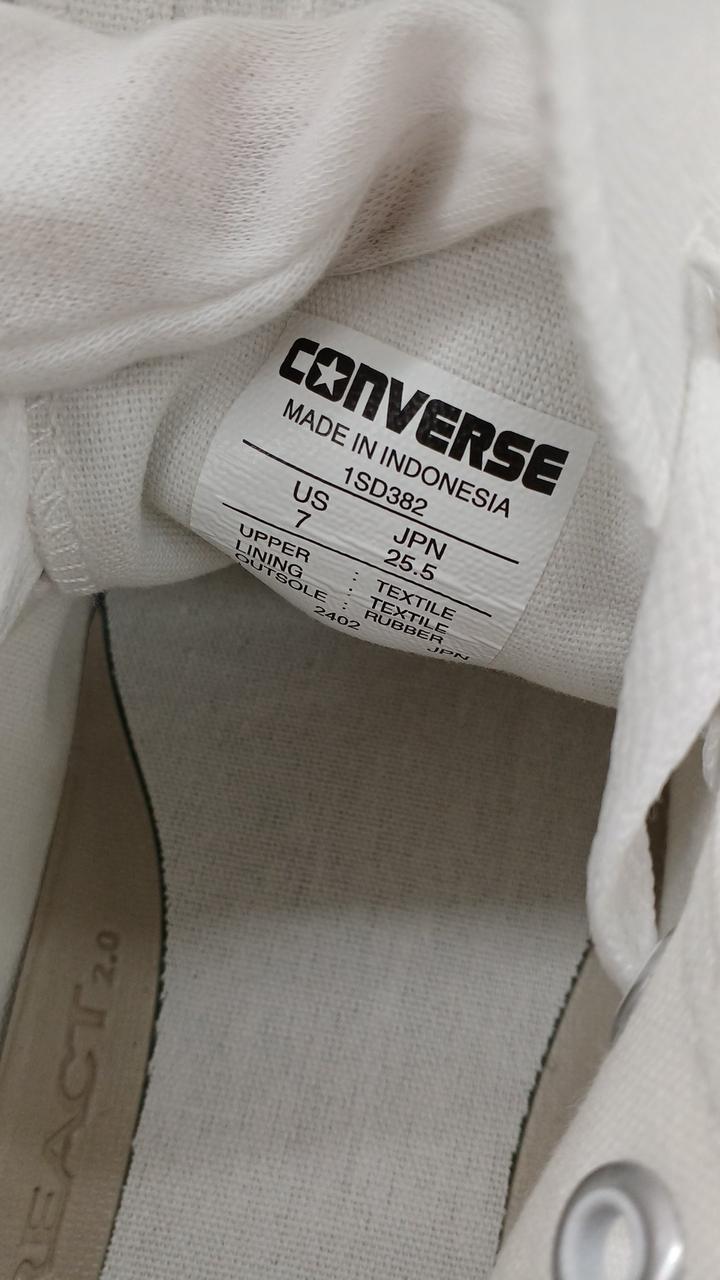 CONVERSE
MADE IN INDONESIA
1SD382
US JPN
7 25.5
UPPER : TEXTILE
LINING : TEXTILE
OUTSOLE : RUBBER
2402 JPN
REACT 2.0